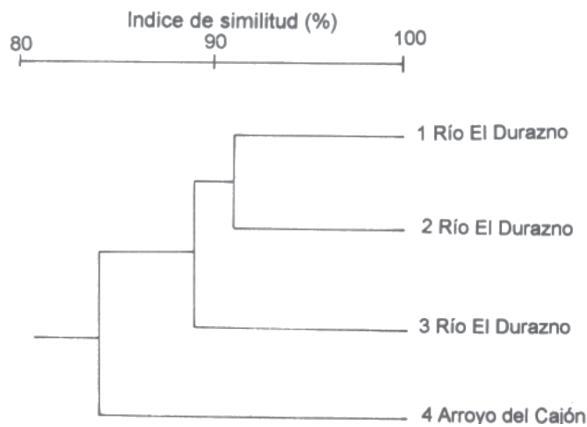 Indice de similitud (%)
80 90 100
1 Río El Durazno
2 Río El Durazno
3 Río El Durazno
4 Arroyo del Cajón